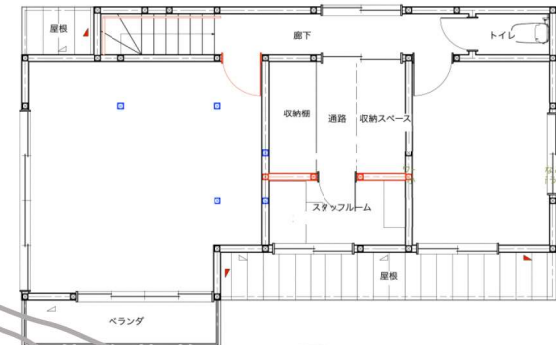 屋根
廊下
トイレ
収納棚
通路
収納スペース
スタッフルーム
屋根
ベランダ